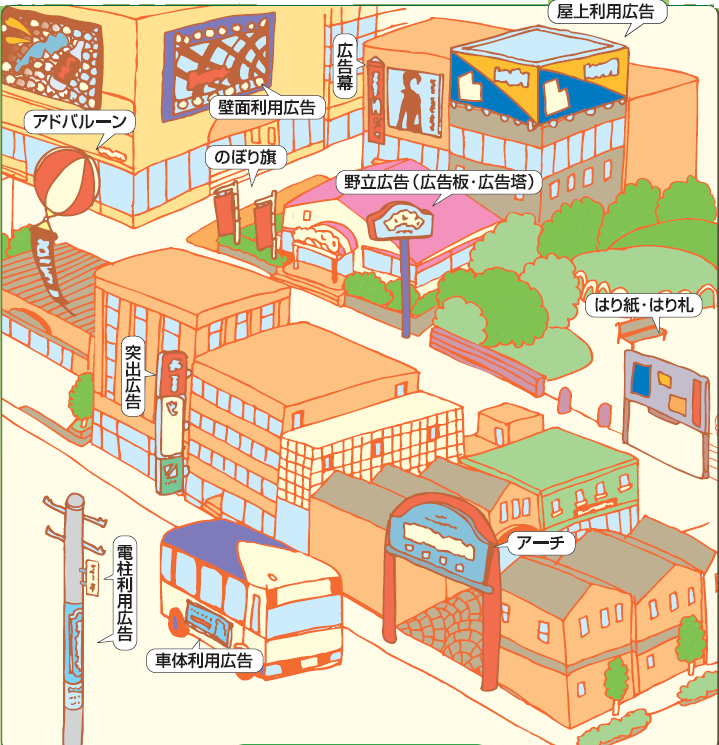 屋上利用広告
広告幕
壁面利用広告
アドバルーン
のぼり旗
野立広告(広告板・広告塔)
はり紙・はり札
突出広告
アーチ
電柱利用広告
車体利用広告